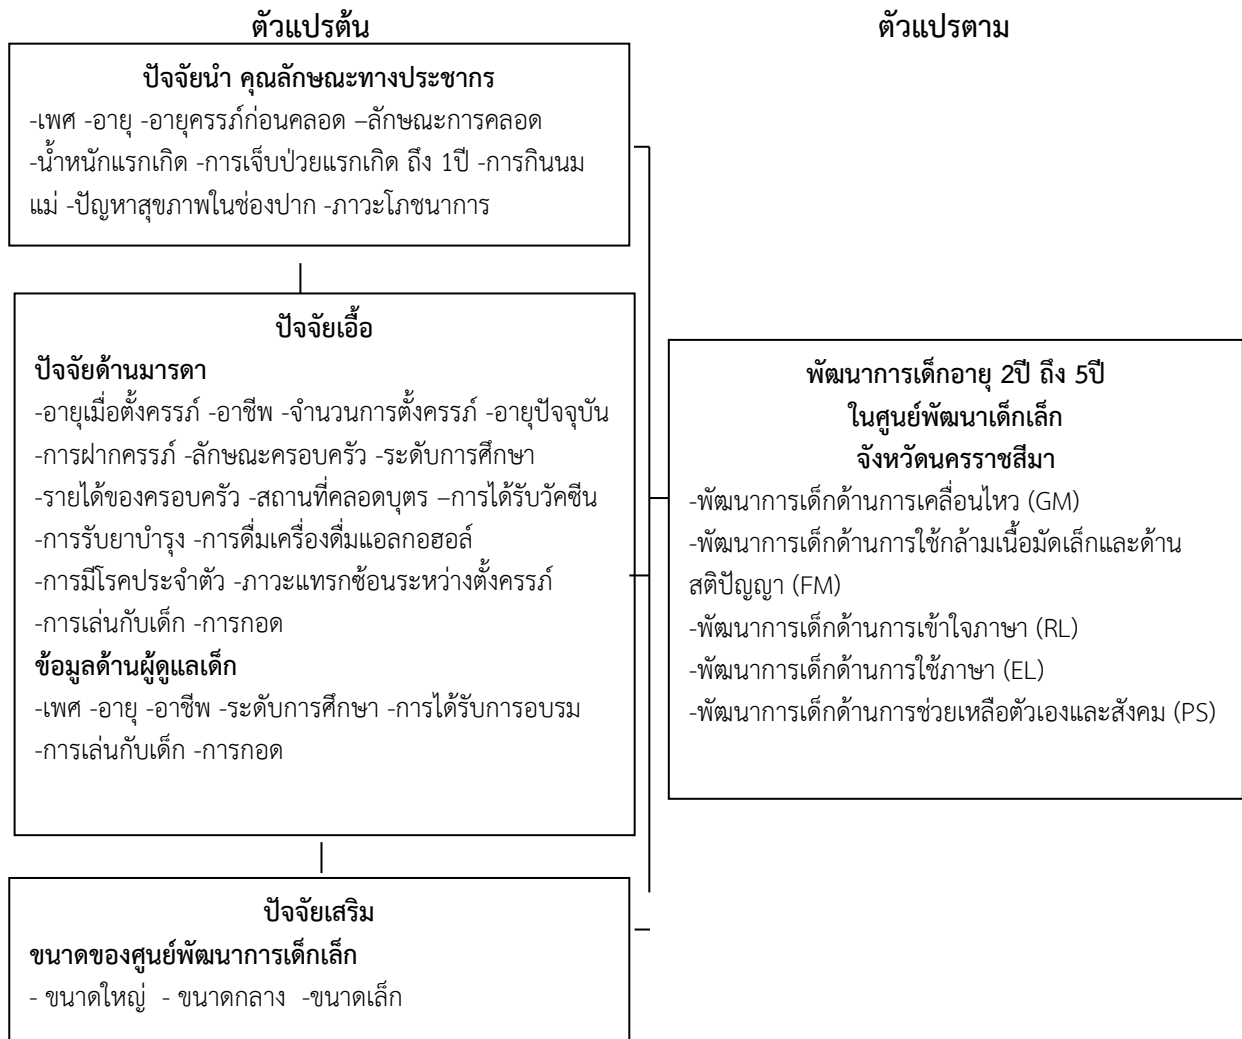 ตัวแปรต้น
ตัวแปรตาม
ปัจจัยนำ คุณลักษณะทางประชากร
-เพศ -อายุ -อายุครรภ์ก่อนคลอด –ลักษณะการคลอด
-น้ำหนักแรกเกิด -การเจ็บป่วยแรกเกิด ถึง 1ปี -การกินนม
แม่ -ปัญหาสุขภาพในช่องปาก -ภาวะโภชนาการ
ปัจจัยเอื้อ
ปัจจัยด้านมารดา
-อายุเมื่อตั้งครรภ์ -อาชีพ -จำนวนการตั้งครรภ์ -อายุปัจจุบัน
-การฝากครรภ์ -ลักษณะครอบครัว -ระดับการศึกษา
-รายได้ของครอบครัว -สถานที่คลอดบุตร –การได้รับวัคซีน
-การรับยาบำรุง -การดื่มเครื่องดื่มแอลกอฮอล์
-การมีโรคประจำตัว -ภาวะแทรกซ้อนระหว่างตั้งครรภ์
-การเล่นกับเด็ก -การกอด
ข้อมูลด้านผู้ดูแลเด็ก
-เพศ -อายุ -อาชีพ -ระดับการศึกษา -การได้รับการอบรม
-การเล่นกับเด็ก -การกอด
ปัจจัยเสริม
ขนาดของศูนย์พัฒนาการเด็กเล็ก
- ขนาดใหญ่ - ขนาดกลาง -ขนาดเล็ก
พัฒนาการเด็กอายุ 2ปี ถึง 5ปี
ในศูนย์พัฒนาเด็กเล็ก
จังหวัดนครราชสีมา
-พัฒนาการเด็กด้านการเคลื่อนไหว (GM)
-พัฒนาการเด็กด้านการใช้กล้ามเนื้อมัดเล็กและด้าน
สติปัญญา (FM)
-พัฒนาการเด็กด้านการเข้าใจภาษา (RL)
-พัฒนาการเด็กด้านการใช้ภาษา (EL)
-พัฒนาการเด็กด้านการช่วยเหลือตัวเองและสังคม (PS)